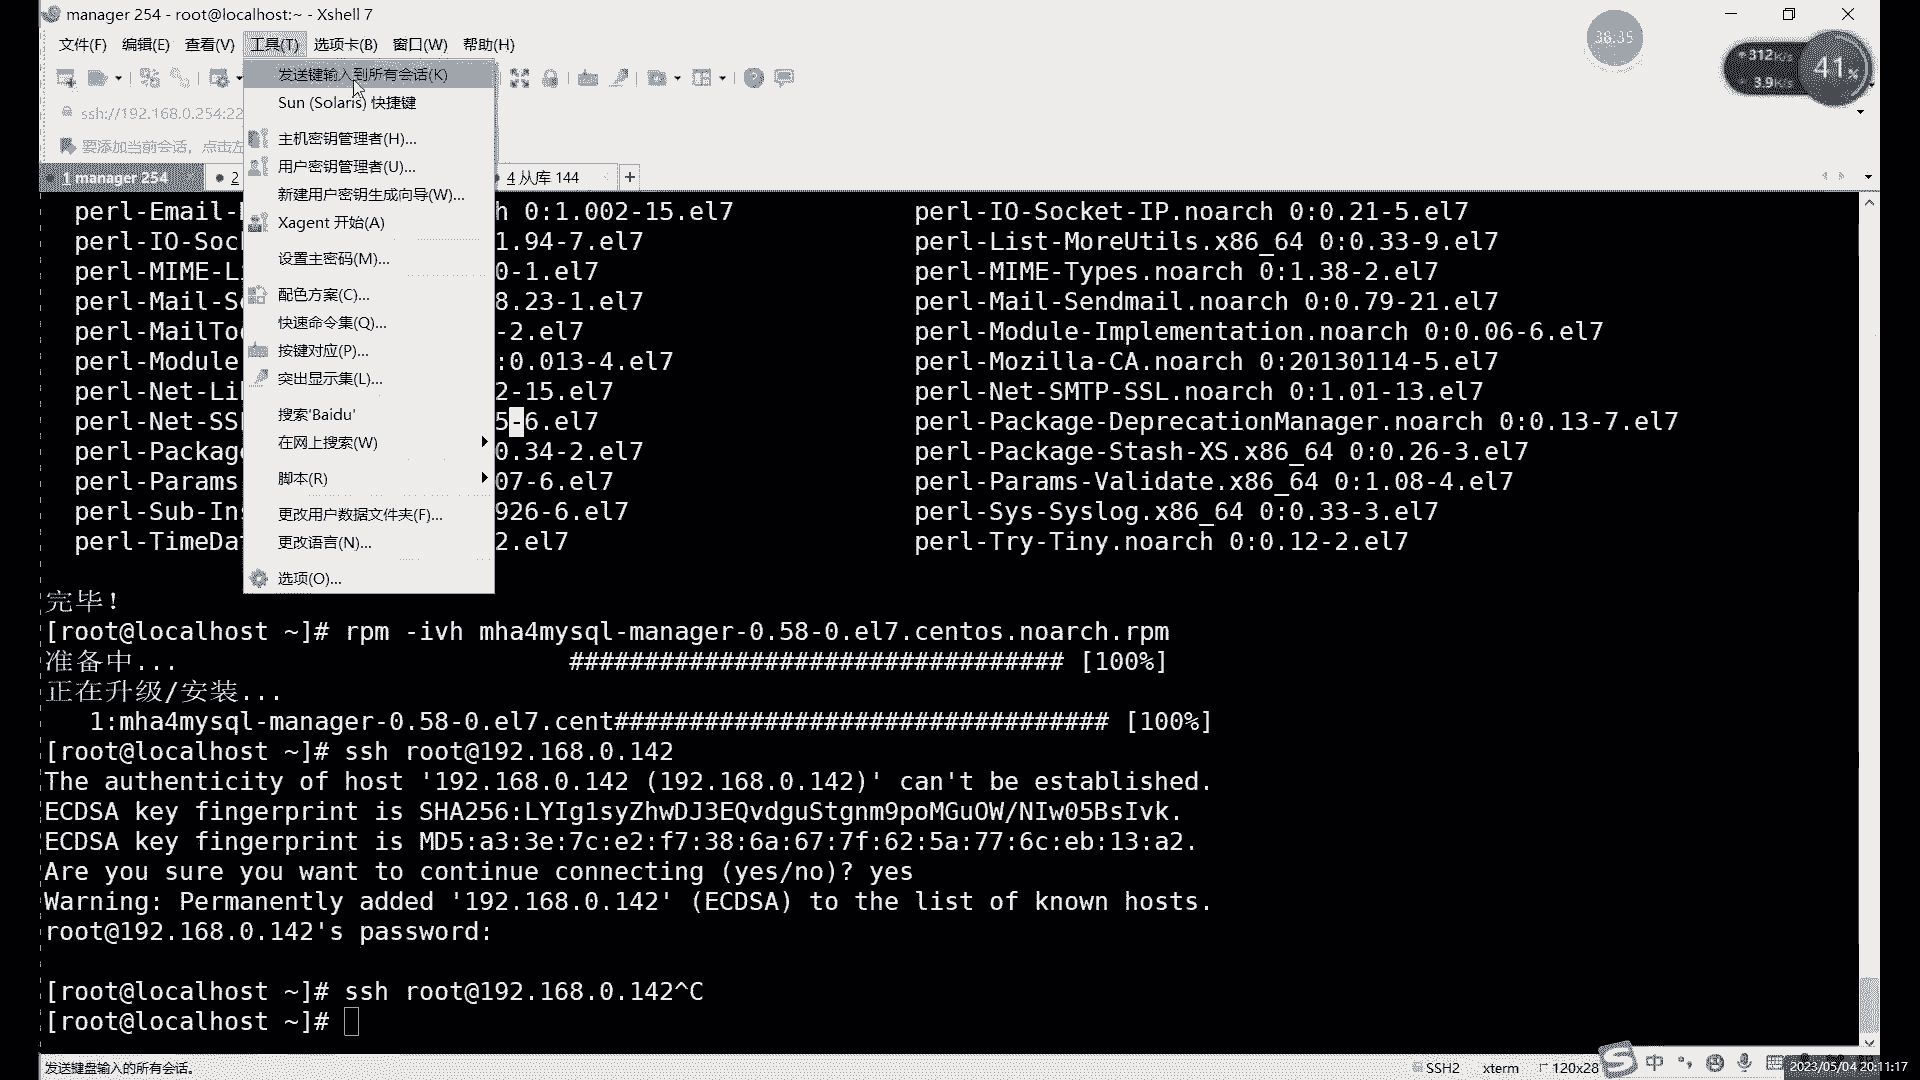 manager 254 - root@localhost:~ - Xshell 7
文件(F) 编辑(E) 查看(V) 工具(T) 选项卡(B) 窗口(W) 帮助(H)
38:35
312K/s
3.9K/s
41%
ssh://192.168.0.254:22
要添加当前会话，点击左
1 manager 254
2
4 从库 144
+
发送键输入到所有会话(K)
Sun (Solaris) 快捷键
主机密钥管理者(H)...
用户密钥管理者(U)...
新建用户密钥生成向导(W)...
Xagent 开始(A)
设置主密码(M)...
配色方案(C)...
快速命令集(Q)...
按键对应(P)...
突出显示集(L)...
搜索'Baidu'
在网上搜索(W)
脚本(R)
更改用户数据文件夹(F)...
更改语言(N)...
选项(O)...
perl-Email- h 0:1.002-15.el7 perl-IO-Socket-IP.noarch 0:0.21-5.el7
perl-IO-Soc 1.94-7.el7 perl-List-MoreUtils.x86_64 0:0.33-9.el7
perl-MIME-L 0-1.el7 perl-MIME-Types.noarch 0:1.38-2.el7
perl-Mail-S 8.23-1.el7 perl-Mail-Sendmail.noarch 0:0.79-21.el7
perl-MailTo -2.el7 perl-Module-Implementation.noarch 0:0.06-6.el7
perl-Module :0.013-4.el7 perl-Mozilla-CA.noarch 0:20130114-5.el7
perl-Net-Li 2-15.el7 perl-Net-SMTP-SSL.noarch 0:1.01-13.el7
perl-Net-SS 5-6.el7 perl-Package-DeprecationManager.noarch 0:0.13-7.el7
perl-Packag 0.34-2.el7 perl-Package-Stash-XS.x86_64 0:0.26-3.el7
perl-Params 07-6.el7 perl-Params-Validate.x86_64 0:1.08-4.el7
perl-Sub-In 926-6.el7 perl-Sys-Syslog.x86_64 0:0.33-3.el7
perl-TimeDa 2.el7 perl-Try-Tiny.noarch 0:0.12-2.el7
完毕！
[root@localhost ~]# rpm -ivh mha4mysql-manager-0.58-0.el7.centos.noarch.rpm
准备中... ################################# [100%]
正在升级/安装...
1:mha4mysql-manager-0.58-0.el7.cent################################# [100%]
[root@localhost ~]# ssh root@192.168.0.142
The authenticity of host '192.168.0.142 (192.168.0.142)' can't be established.
ECDSA key fingerprint is SHA256:LYIg1syZhwDJ3EQvdguStgnm9poMGuOW/NIw05BsIvk.
ECDSA key fingerprint is MD5:a3:3e:7c:e2:f7:38:6a:67:7f:62:5a:77:6c:eb:13:a2.
Are you sure you want to continue connecting (yes/no)? yes
Warning: Permanently added '192.168.0.142' (ECDSA) to the list of known hosts.
root@192.168.0.142's password:
[root@localhost ~]# ssh root@192.168.0.142^C
[root@localhost ~]#
发送键盘输入的所有会话。
SSH2 xterm 120x28
中
2023/05/04 20:11:17